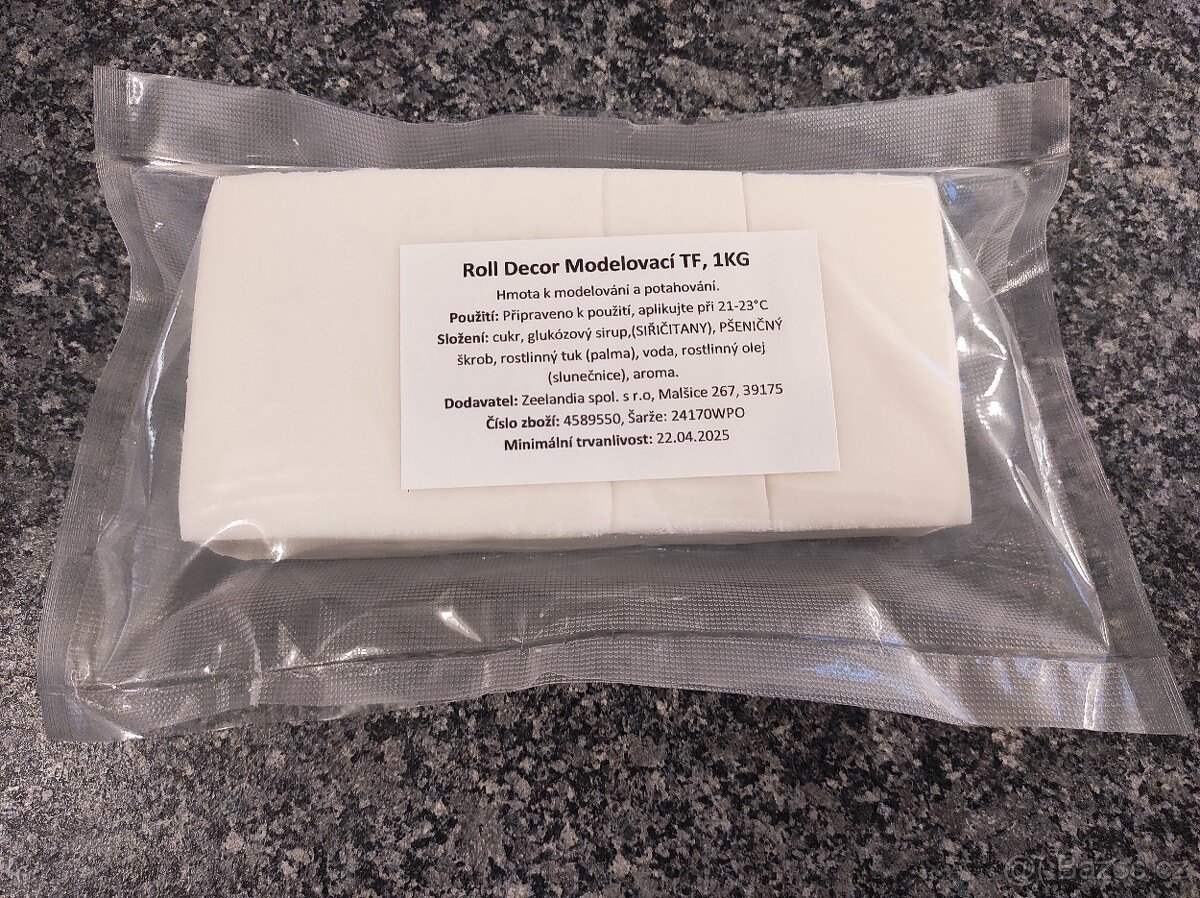 Roll Decor Modelovací TF, 1KG
Hmota k modelování a potahování.
Použití: Připraveno k použití, aplikujte při 21-23°C
Složení: cukr, glukózový sirup,(SIŘIČITANY), PŠENIČNÝ
škrob, rostlinný tuk (palma), voda, rostlinný olej
(slunečnice), aroma.
Dodavatel: Zeelandia spol. s r.o, Malšice 267, 39175
Číslo zboží: 4589550, Šarže: 24170WPO
Minimální trvanlivost: 22.04.2025
Bazos.cz